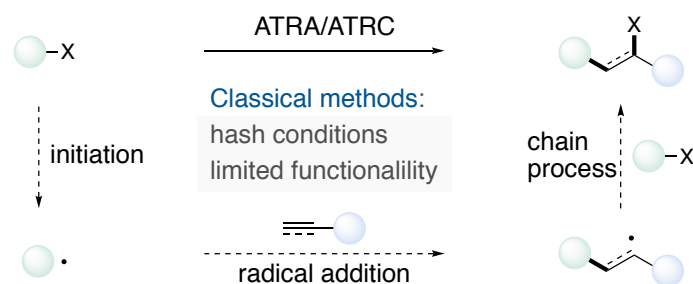 ATRA/ATRC
X
X
Classical methods:
hash conditions
limited functionalility
initiation
chain
process
X
radical addition